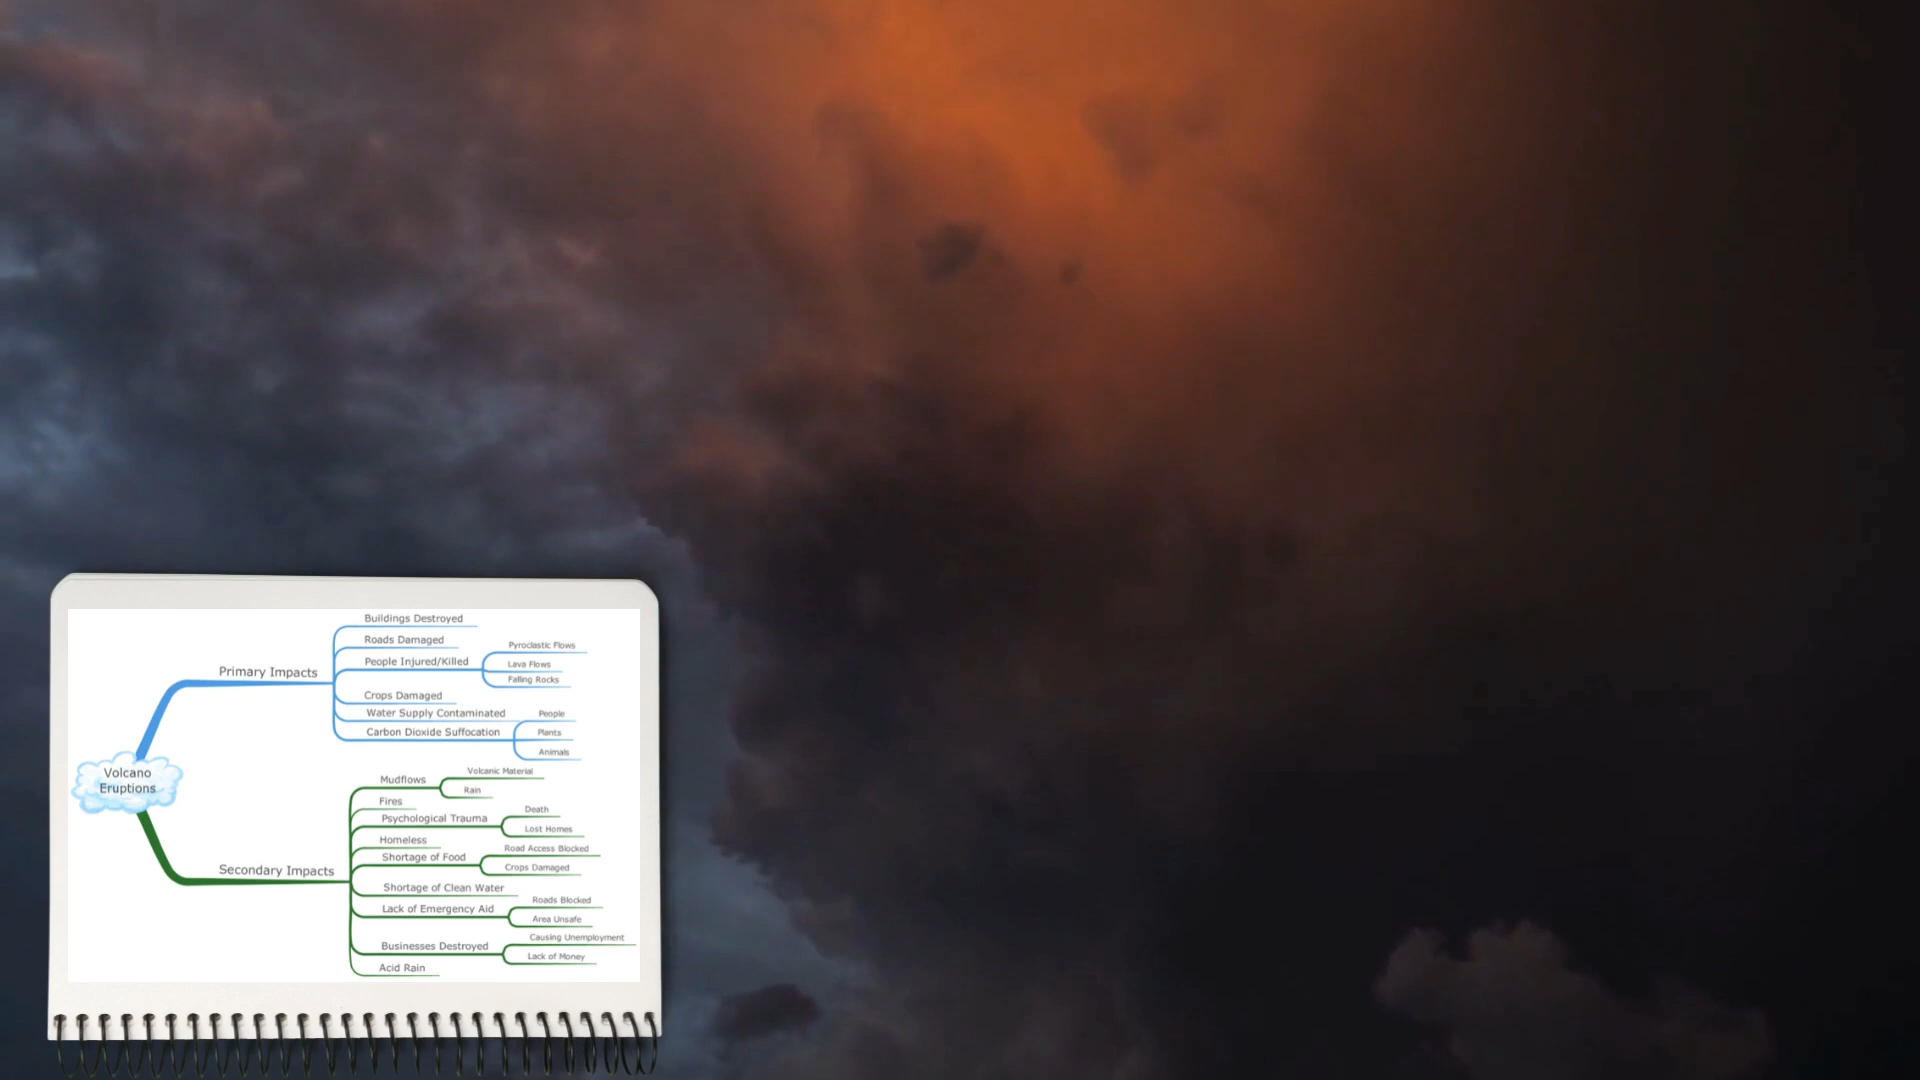 Buildings Destroyed
Roads Damaged
Pyroclastic Flows
People Injured/Killed
Lava Flows
Primary Impacts
Falling Rocks
Crops Damaged
Water Supply Contaminated
People
Carbon Dioxide Suffocation
Plants
Animals
Volcano
Eruptions
Mudflows
Volcanic Material
Rain
Fires
Psychological Trauma
Death
Lost Homes
Homeless
Shortage of Food
Road Access Blocked
Secondary Impacts
Crops Damaged
Shortage of Clean Water
Lack of Emergency Aid
Roads Blocked
Area Unsafe
Businesses Destroyed
Causing Unemployment
Lack of Money
Acid Rain